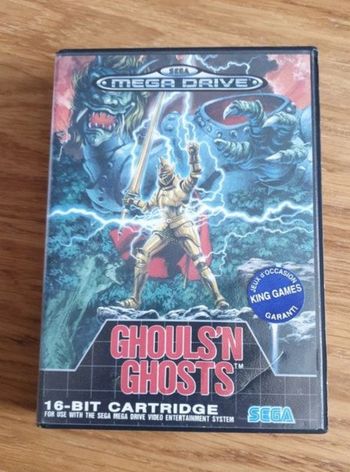 SEGA
MEGA DRIVE
JEUX D'OCCASION
KING GAMES
GARANTI
GHOULS'N
GHOSTS™
16-BIT CARTRIDGE
FOR USE WITH THE SEGA MEGA DRIVE VIDEO ENTERTAINMENT SYSTEM
SEGA